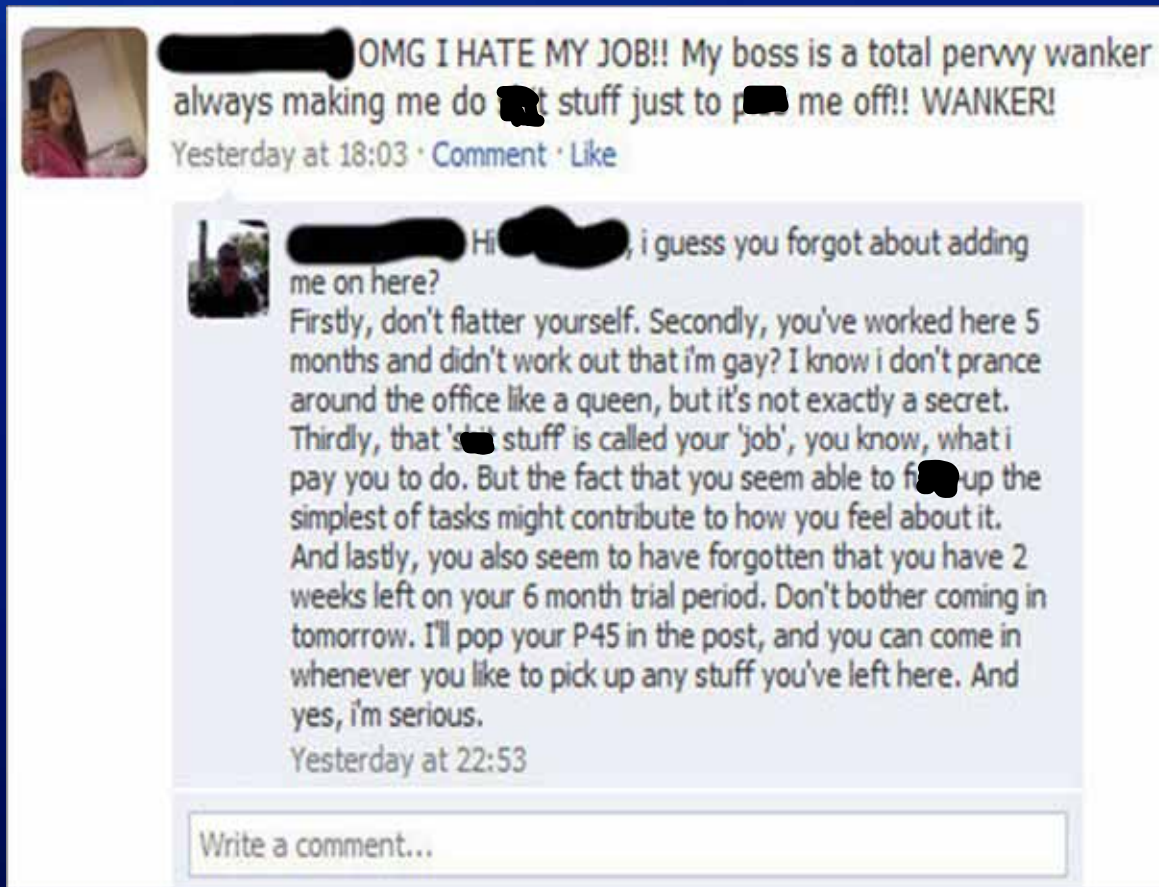 OMG I HATE MY JOB!! My boss is a total pervvy wanker
always making me do stuff just to me off!! WANKER!
Yesterday at 18:03 · Comment · Like
Hi , i guess you forgot about adding
me on here?
Firstly, don't flatter yourself. Secondly, you've worked here 5
months and didn't work out that i'm gay? I know i don't prance
around the office like a queen, but it's not exactly a secret.
Thirdly, that ' stuff' is called your 'job', you know, what i
pay you to do. But the fact that you seem able to -up the
simplest of tasks might contribute to how you feel about it.
And lastly, you also seem to have forgotten that you have 2
weeks left on your 6 month trial period. Don't bother coming in
tomorrow. I'll pop your P45 in the post, and you can come in
whenever you like to pick up any stuff you've left here. And
yes, i'm serious.
Yesterday at 22:53
Write a comment...